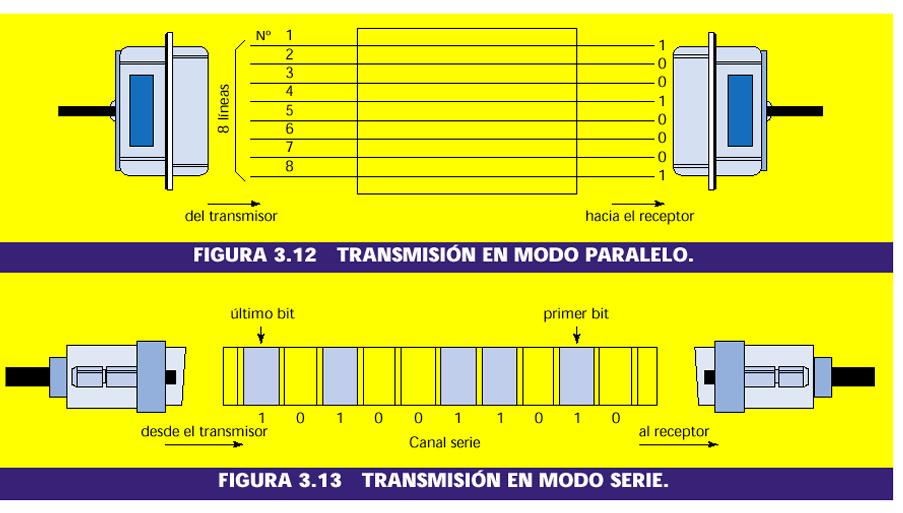 Nº 1
2
3
4
5
6
7
8
8 líneas
1
0
0
1
0
0
0
1
del transmisor
hacia el receptor
FIGURA 3.12 TRANSMISIÓN EN MODO PARALELO.
último bit
primer bit
1 0 1 0 0 1 1 0 1 0
desde el transmisor
al receptor
Canal serie
FIGURA 3.13 TRANSMISIÓN EN MODO SERIE.